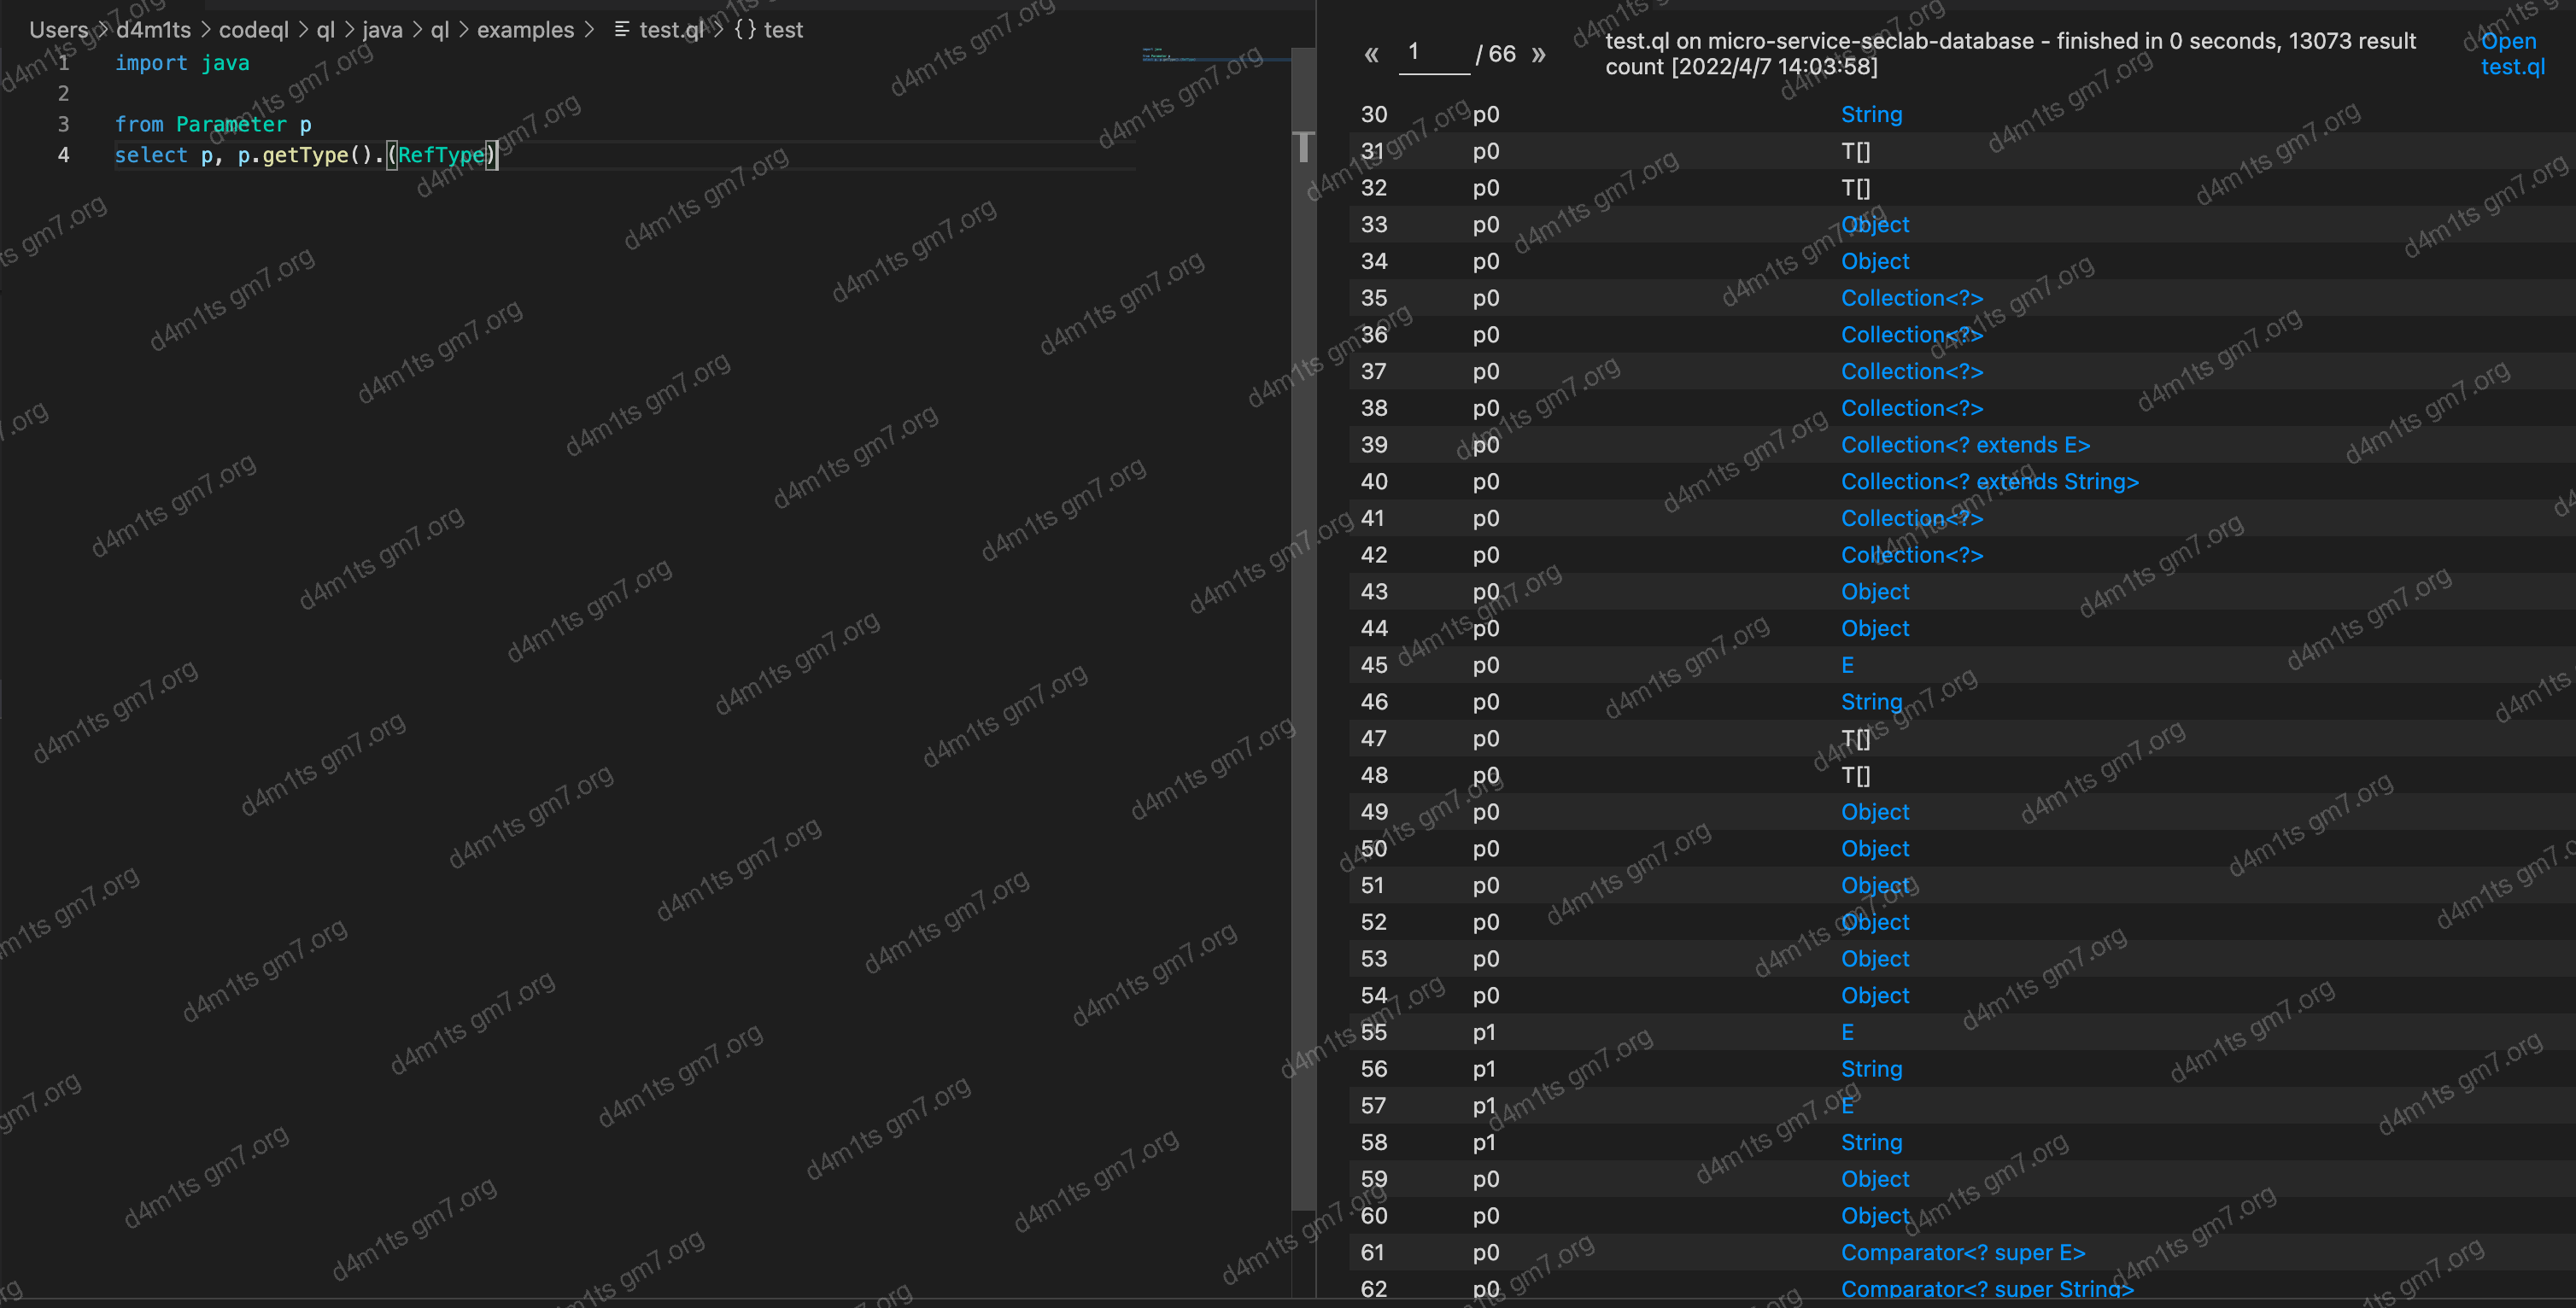 Users > d4m1ts > codeql > ql > java > ql > examples > test.ql > {} test
1 import java
2
3 from Parameter p
4 select p, p.getType().(RefType)
« 1 / 66 »
test.ql on micro-service-seclab-database - finished in 0 seconds, 13073 result
count [2022/4/7 14:03:58]
Open
test.ql
30 p0 String
31 p0 T[]
32 p0 T[]
33 p0 Object
34 p0 Object
35 p0 Collection<?>
36 p0 Collection<?>
37 p0 Collection<?>
38 p0 Collection<?>
39 p0 Collection<? extends E>
40 p0 Collection<? extends String>
41 p0 Collection<?>
42 p0 Collection<?>
43 p0 Object
44 p0 Object
45 p0 E
46 p0 String
47 p0 T[]
48 p0 T[]
49 p0 Object
50 p0 Object
51 p0 Object
52 p0 Object
53 p0 Object
54 p0 Object
55 p1 E
56 p1 String
57 p1 E
58 p1 String
59 p0 Object
60 p0 Object
61 p0 Comparator<? super E>
62 p0 Comparator<? super String>
d4m1ts gm7.org